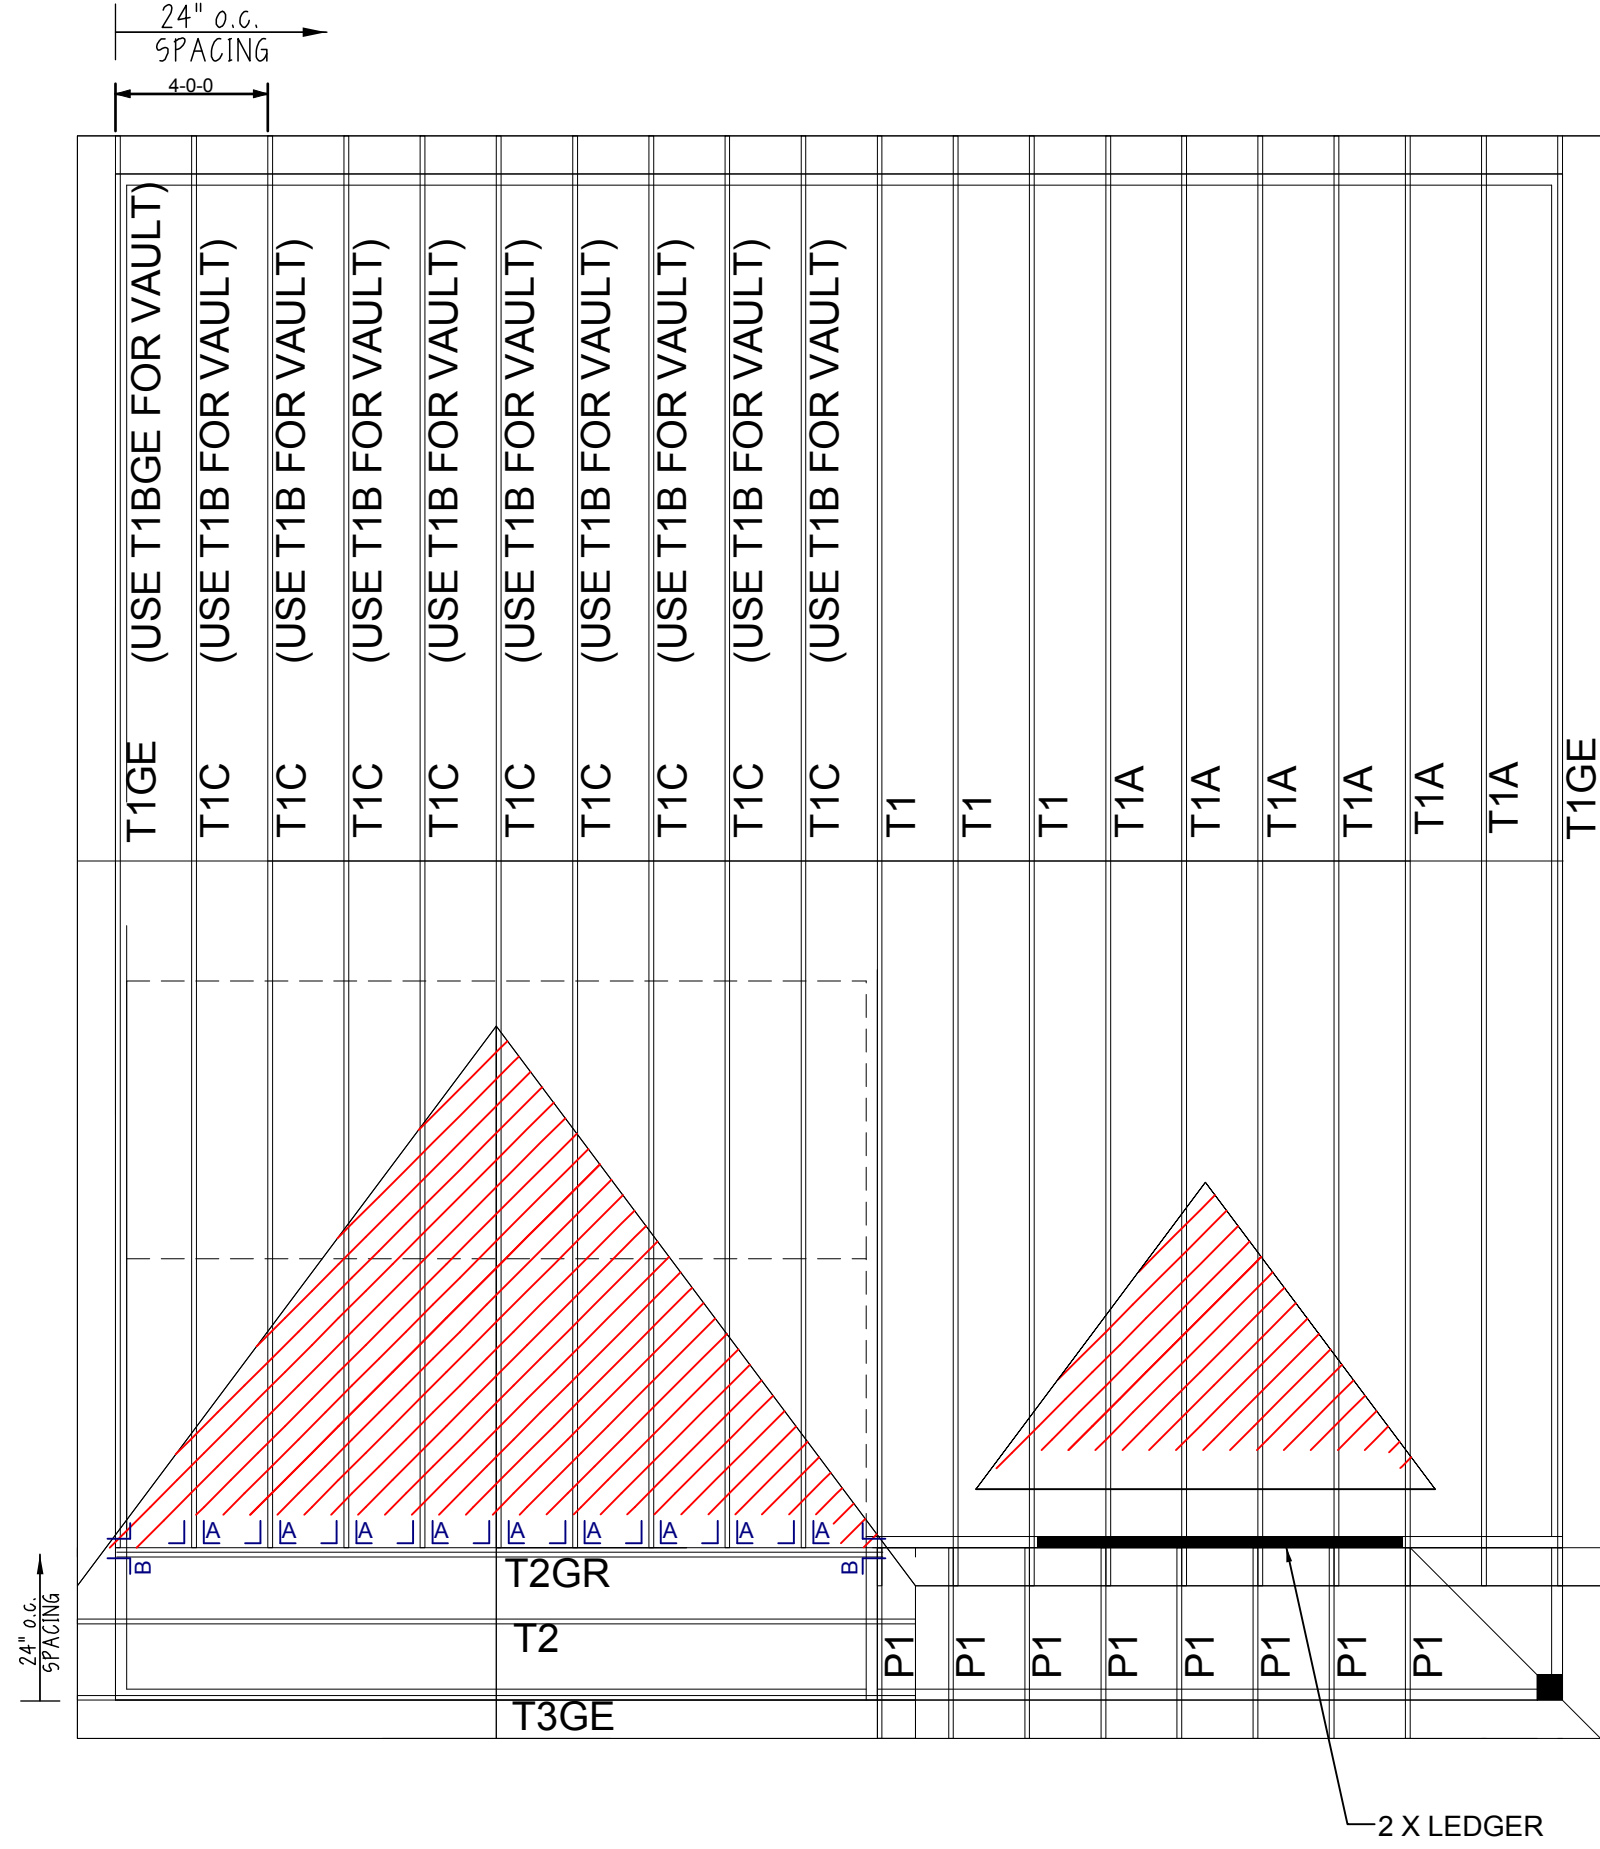 24" o.c.
SPACING
4-0-0
T1GE (USE T1BGE FOR VAULT)
T1C (USE T1B FOR VAULT)
T1C (USE T1B FOR VAULT)
T1C (USE T1B FOR VAULT)
T1C (USE T1B FOR VAULT)
T1C (USE T1B FOR VAULT)
T1C (USE T1B FOR VAULT)
T1C (USE T1B FOR VAULT)
T1C (USE T1B FOR VAULT)
T1C (USE T1B FOR VAULT)
T1
T1
T1
T1A
T1A
T1A
T1A
T1A
T1A
T1GE
A
A
A
A
A
A
A
A
A
B
B
T2GR
T2
T3GE
24" o.c.
SPACING
P1
P1
P1
P1
P1
P1
P1
P1
2 X LEDGER